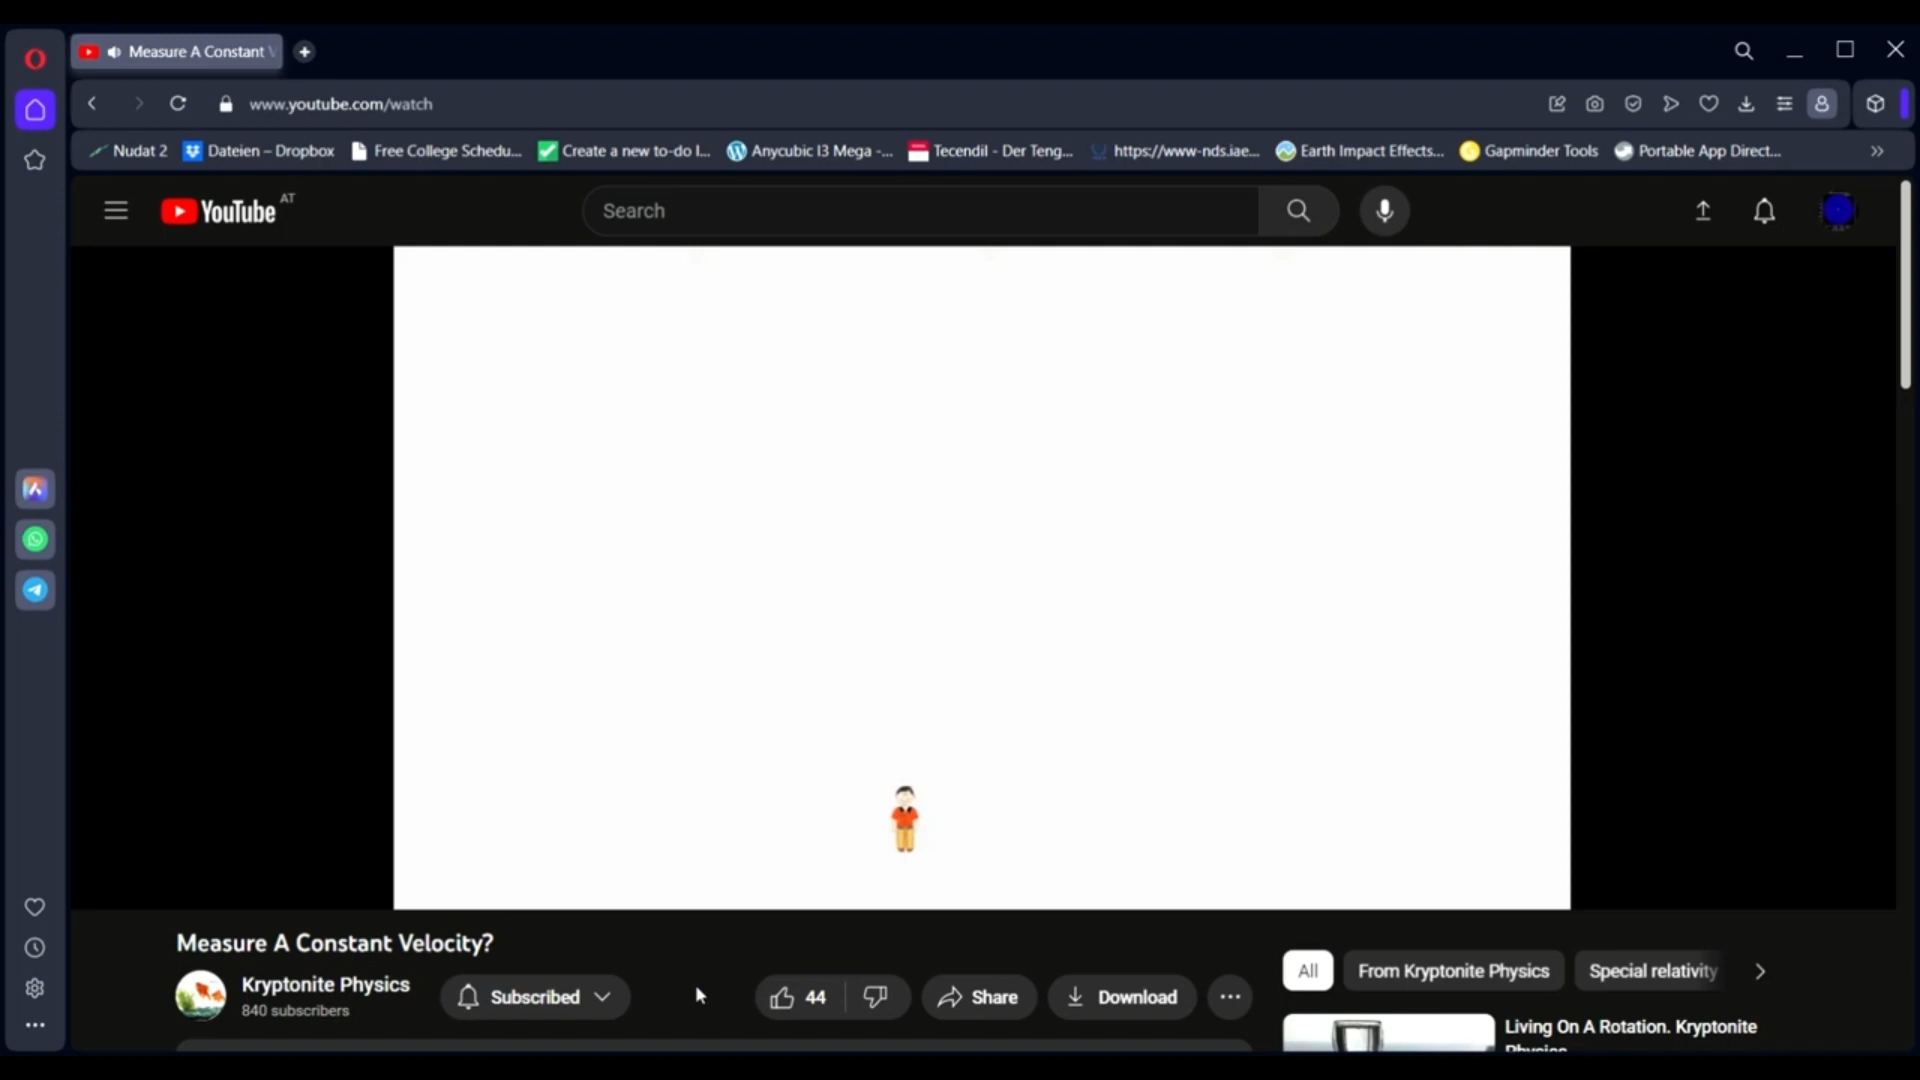 Measure A Constant V
www.youtube.com/watch
Nudat 2 Dateien – Dropbox Free College Schedu... Create a new to-do l... Anycubic I3 Mega -... Tecendil - Der Teng... https://www-nds.iae... Earth Impact Effects... Gapminder Tools Portable App Direct...
YouTube AT
Search
Measure A Constant Velocity?
Kryptonite Physics
840 subscribers
Subscribed
44
Share
Download
All From Kryptonite Physics Special relativity
Living On A Rotation. Kryptonite
Physics